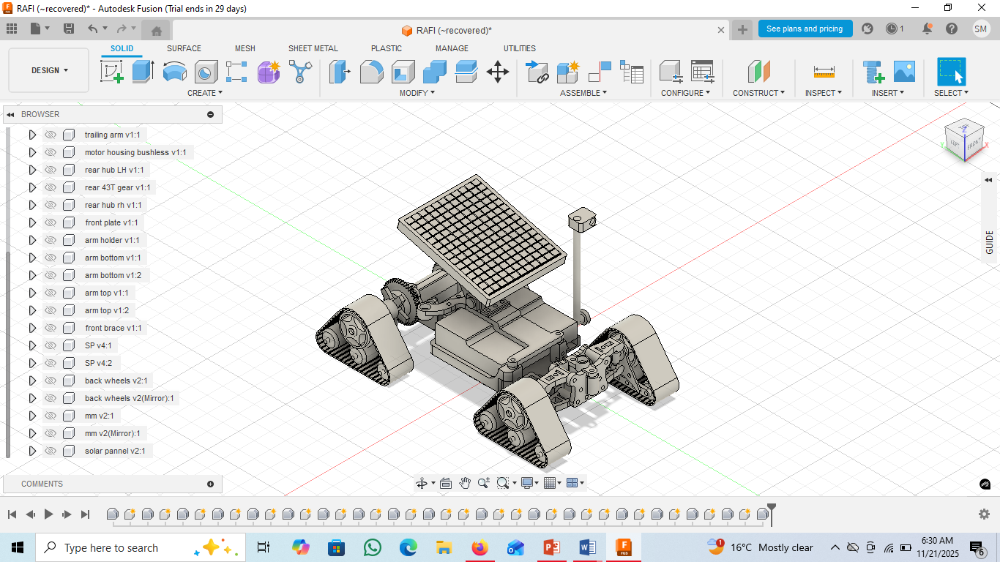 RAFI (~recovered)* - Autodesk Fusion (Trial ends in 29 days)
RAFI (~recovered)*
See plans and pricing
1
SM
DESIGN
SOLID
SURFACE
MESH
SHEET METAL
PLASTIC
MANAGE
UTILITIES
CREATE
MODIFY
ASSEMBLE
CONFIGURE
CONSTRUCT
INSPECT
INSERT
SELECT
BROWSER
trailing arm v1:1
motor housing bushless v1:1
rear hub LH v1:1
rear 43T gear v1:1
rear hub rh v1:1
front plate v1:1
arm holder v1:1
arm bottom v1:1
arm bottom v1:2
arm top v1:1
arm top v1:2
front brace v1:1
SP v4:1
SP v4:2
back wheels v2:1
back wheels v2(Mirror):1
mm v2:1
mm v2(Mirror):1
solar pannel v2:1
Z
LEFT
FRONT
Y
X
GUIDE
COMMENTS
Type here to search
1
16°C Mostly clear
6:30 AM
11/21/2025
6